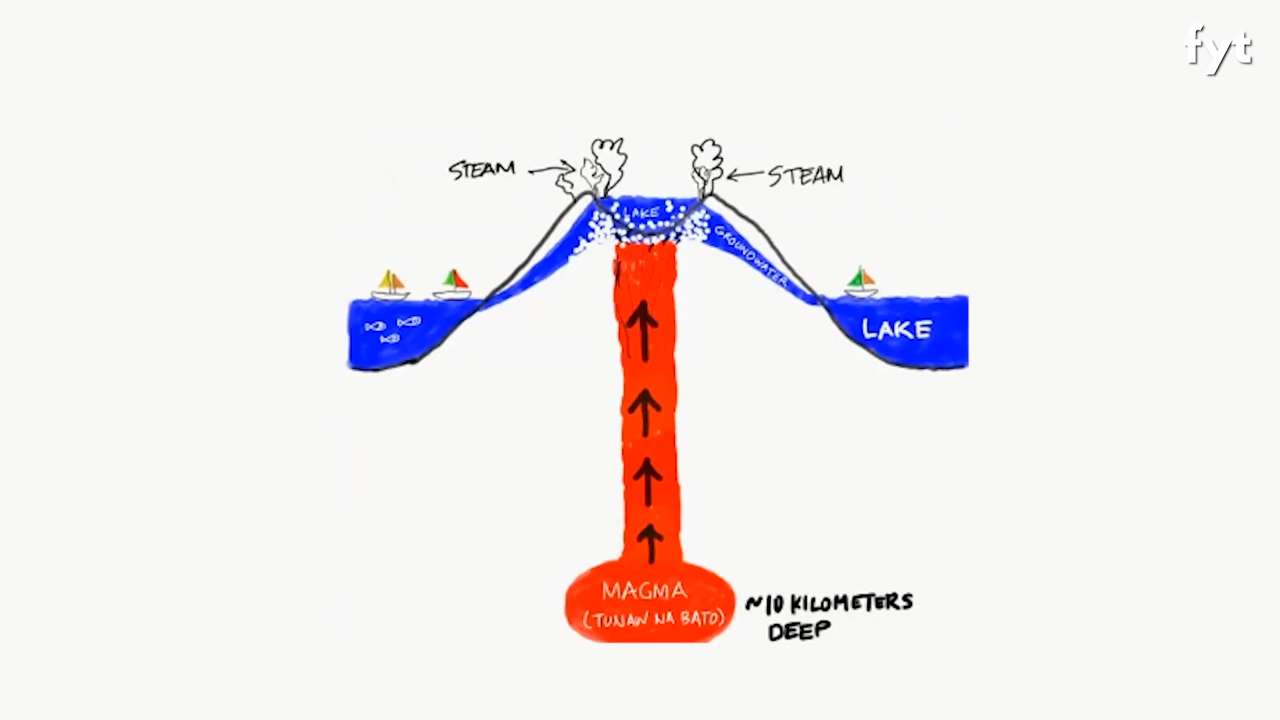 fyt
STEAM
STEAM
LAKE
GROUNDWATER
LAKE
MAGMA
(TUNAW NA BATO)
~10 KILOMETERS
DEEP